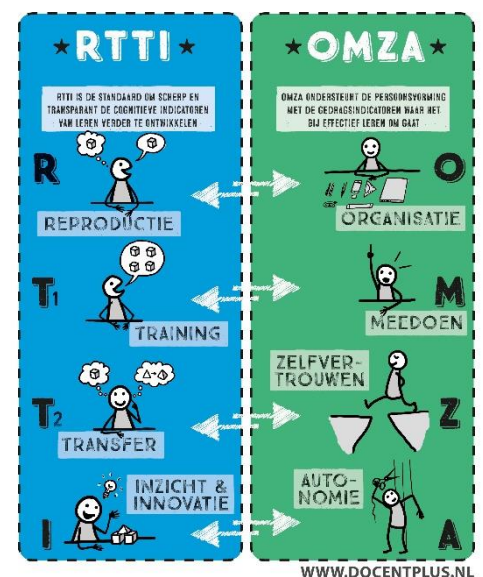 RTTI
RTTI IS DE STANDAARD OM SCHERP EN
TRANSPARANT DE COGNITIEVE INDICATOREN
VAN LEREN VERDER TE ONTWIKKELEN
R
REPRODUCTIE
T1
TRAINING
T2
TRANSFER
I
INZICHT &
INNOVATIE
OMZA
OMZA ONDERSTEUNT DE PERSOONSVORMING
MET DE GEDRAGSINDICATOREN WAAR HET
BIJ EFFECTIEF LEREN OM GAAT
O
ORGANISATIE
M
MEEDOEN
ZELFVER-
TROUWEN
Z
AUTO-
NOMIE
A
WWW.DOCENTPLUS.NL